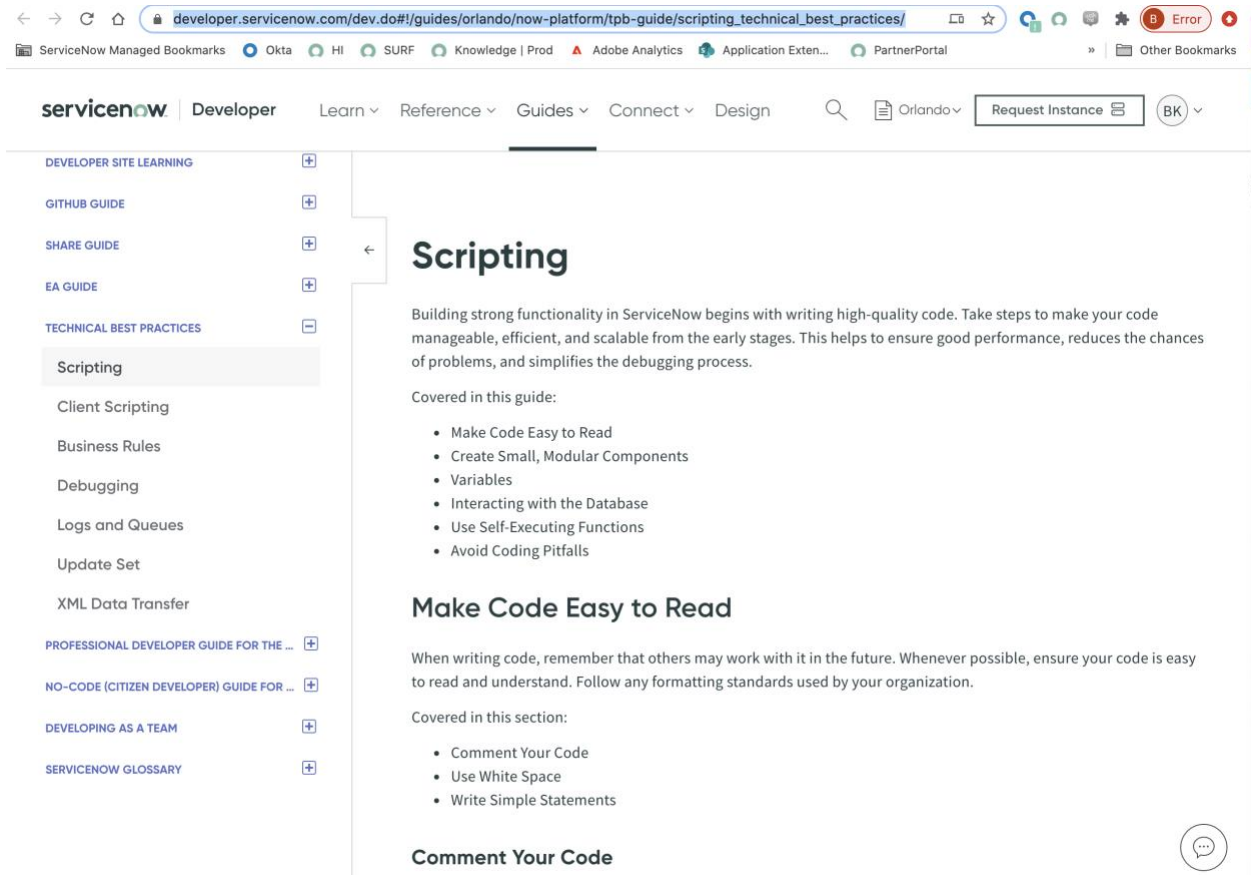 developer.servicenow.com/dev.do#!/guides/orlando/now-platform/tpb-guide/scripting_technical_best_practices/
B Error
ServiceNow Managed Bookmarks Okta HI SURF Knowledge | Prod Adobe Analytics Application Exten... PartnerPortal » Other Bookmarks
servicenow Developer Learn Reference Guides Connect Design Orlando Request Instance BK
DEVELOPER SITE LEARNING
GITHUB GUIDE
SHARE GUIDE
EA GUIDE
TECHNICAL BEST PRACTICES
Scripting
Client Scripting
Business Rules
Debugging
Logs and Queues
Update Set
XML Data Transfer
PROFESSIONAL DEVELOPER GUIDE FOR THE ...
NO-CODE (CITIZEN DEVELOPER) GUIDE FOR ...
DEVELOPING AS A TEAM
SERVICENOW GLOSSARY
Scripting
Building strong functionality in ServiceNow begins with writing high-quality code. Take steps to make your code
manageable, efficient, and scalable from the early stages. This helps to ensure good performance, reduces the chances
of problems, and simplifies the debugging process.
Covered in this guide:
• Make Code Easy to Read
• Create Small, Modular Components
• Variables
• Interacting with the Database
• Use Self-Executing Functions
• Avoid Coding Pitfalls
Make Code Easy to Read
When writing code, remember that others may work with it in the future. Whenever possible, ensure your code is easy
to read and understand. Follow any formatting standards used by your organization.
Covered in this section:
• Comment Your Code
• Use White Space
• Write Simple Statements
Comment Your Code